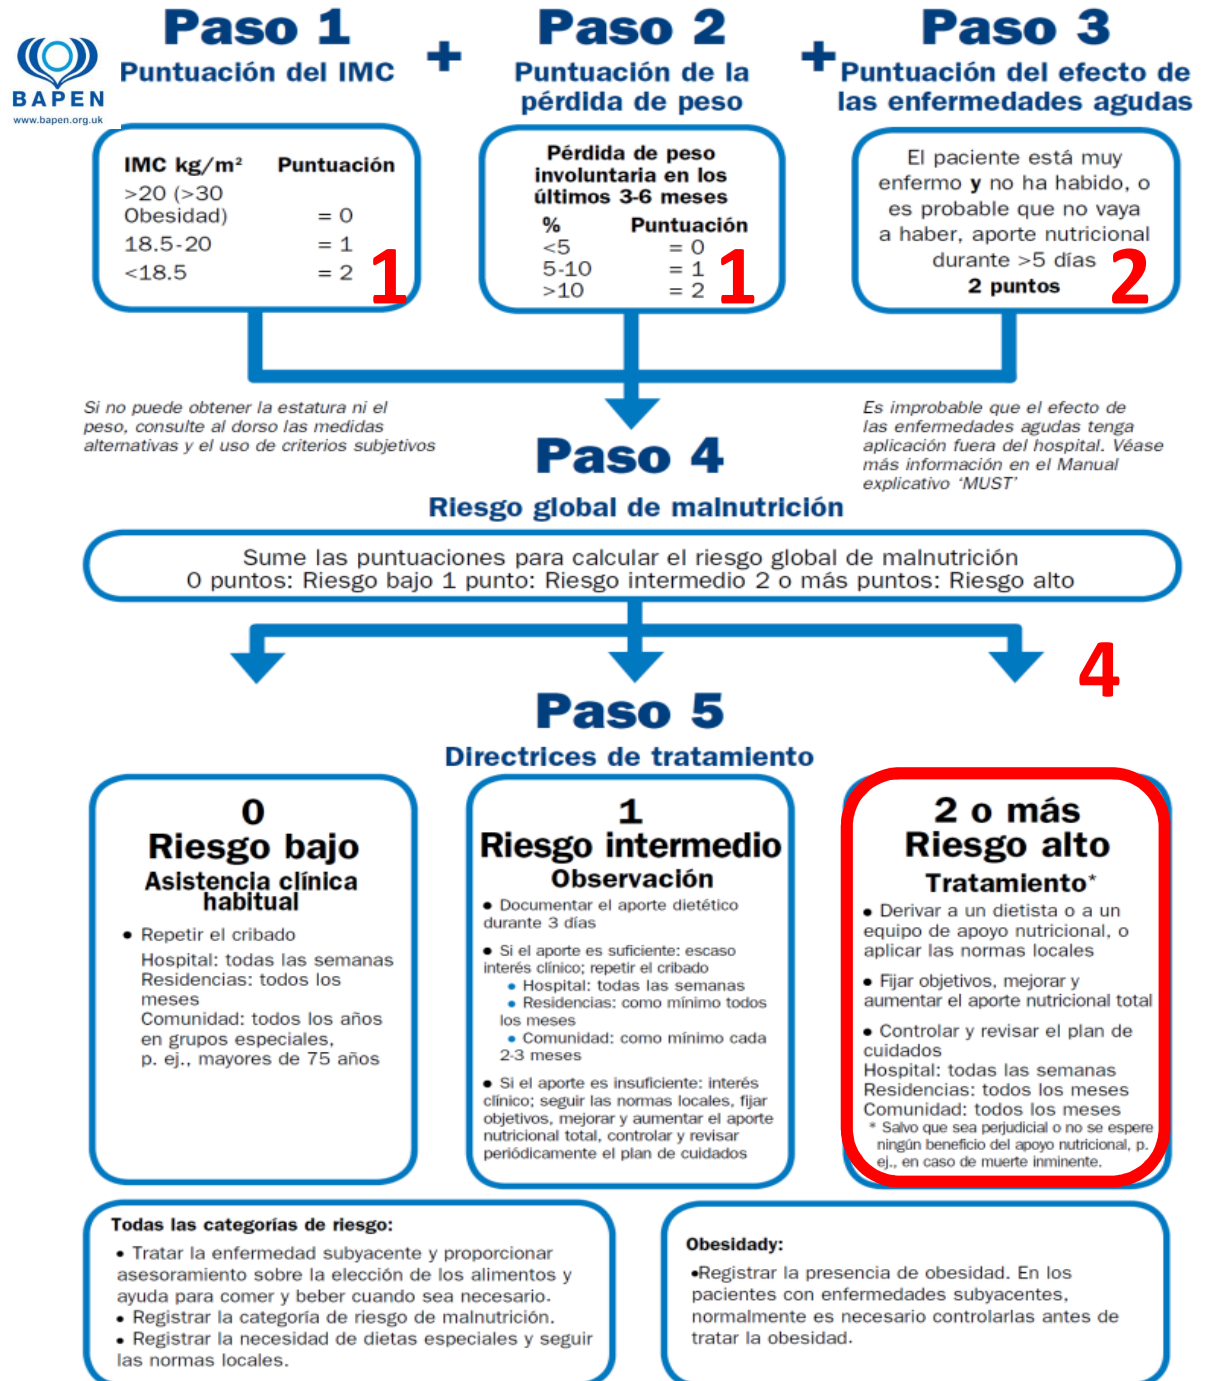 BAPEN
www.bapen.org.uk
Paso 1
Puntuación del IMC
+
Paso 2
Puntuación de la
pérdida de peso
+
Paso 3
Puntuación del efecto de
las enfermedades agudas
IMC kg/m² Puntuación
>20 (>30
Obesidad) = 0
18.5-20 = 1
<18.5 = 2
1
Pérdida de peso
involuntaria en los
últimos 3-6 meses
% Puntuación
<5 = 0
5-10 = 1
>10 = 2
1
El paciente está muy
enfermo y no ha habido, o
es probable que no vaya
a haber, aporte nutricional
durante >5 días
2 puntos
2
Si no puede obtener la estatura ni el
peso, consulte al dorso las medidas
alternativas y el uso de criterios subjetivos
Es improbable que el efecto de
las enfermedades agudas tenga
aplicación fuera del hospital. Véase
más información en el Manual
explicativo ‘MUST’
Paso 4
Riesgo global de malnutrición
Sume las puntuaciones para calcular el riesgo global de malnutrición
0 puntos: Riesgo bajo 1 punto: Riesgo intermedio 2 o más puntos: Riesgo alto
4
Paso 5
Directrices de tratamiento
0
Riesgo bajo
Asistencia clínica
habitual
• Repetir el cribado
Hospital: todas las semanas
Residencias: todos los
meses
Comunidad: todos los años
en grupos especiales,
p. ej., mayores de 75 años
1
Riesgo intermedio
Observación
• Documentar el aporte dietético
durante 3 días
• Si el aporte es suficiente: escaso
interés clínico; repetir el cribado
• Hospital: todas las semanas
• Residencias: como mínimo todos
los meses
• Comunidad: como mínimo cada
2-3 meses
• Si el aporte es insuficiente: interés
clínico; seguir las normas locales, fijar
objetivos, mejorar y aumentar el aporte
nutricional total, controlar y revisar
periódicamente el plan de cuidados
2 o más
Riesgo alto
Tratamiento*
• Derivar a un dietista o a un
equipo de apoyo nutricional, o
aplicar las normas locales
• Fijar objetivos, mejorar y
aumentar el aporte nutricional total
• Controlar y revisar el plan de
cuidados
Hospital: todas las semanas
Residencias: todos los meses
Comunidad: todos los meses
* Salvo que sea perjudicial o no se espere
ningún beneficio del apoyo nutricional, p.
ej., en caso de muerte inminente.
Todas las categorías de riesgo:
• Tratar la enfermedad subyacente y proporcionar
asesoramiento sobre la elección de los alimentos y
ayuda para comer y beber cuando sea necesario.
• Registrar la categoría de riesgo de malnutrición.
• Registrar la necesidad de dietas especiales y seguir
las normas locales.
Obesidady:
•Registrar la presencia de obesidad. En los
pacientes con enfermedades subyacentes,
normalmente es necesario controlarlas antes de
tratar la obesidad.